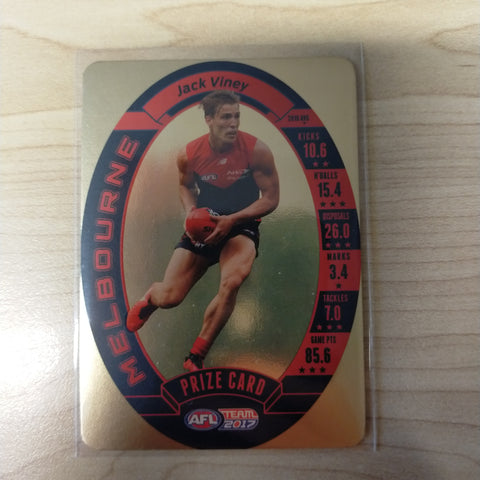 Jack Viney
MELBOURNE
2016 AVG
KICKS
10.6
H'BALLS
15.4
DISPOSALS
26.0
MARKS
3.4
TACKLES
7.0
GAME PTS
85.6
AFL
PRIZE CARD
AFL
TEAM
2017